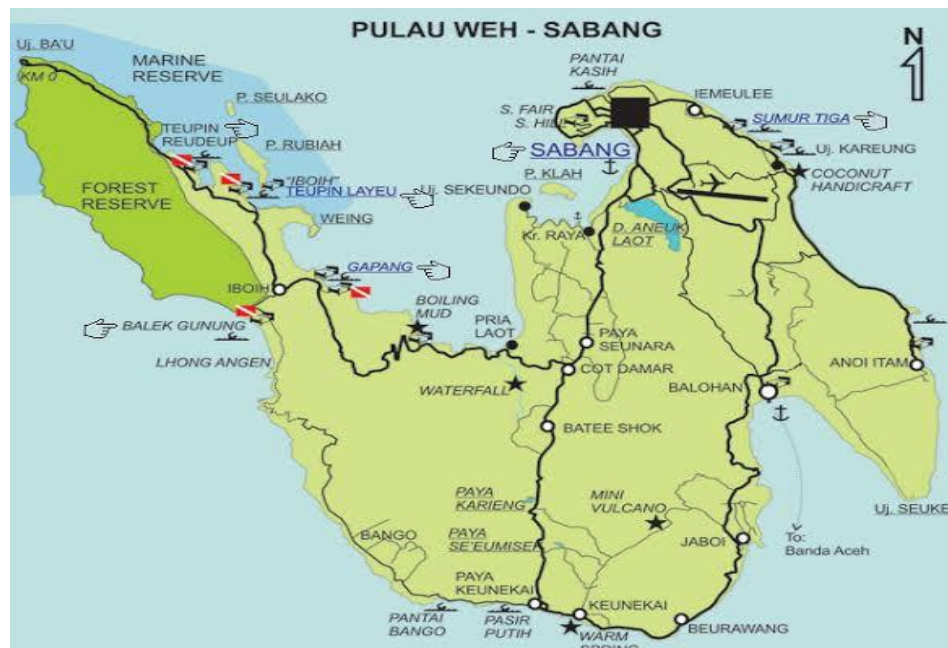 PULAU WEH - SABANG
N
Uj. BA'U
KM 0
MARINE
RESERVE
P. SEULAKO
TEUPIN
REUDEUP
P. RUBIAH
"IBOIH"
TEUPIN LAYEU
FOREST
RESERVE
WEING
IBOIH
GAPANG
BALEK GUNUNG
LHONG ANGEN
BOILING
MUD
PRIA
LAOT
WATERFALL
PANTAI
KASIH
S. FAIR
S. HILL
IEMEULEE
SUMUR TIGA
SABANG
Uj. KAREUNG
COCONUT
HANDICRAFT
P. KLAH
Uj. SEKEUNDO
Kr. RAYA
D. ANEUK
LAOT
PAYA
SEUNARA
COT DAMAR
BALOHAN
ANOI ITAM
BATEE SHOK
PAYA
KARIENG
MINI
VULCANO
Uj. SEUKE
BANGO
PAYA
SE'EUMISE
JABOI
To:
Banda Aceh
PAYA
KEUNEKAI
PANTAI
BANGO
PASIR
PUTIH
KEUNEKAI
WARM
SPRING
BEURAWANG